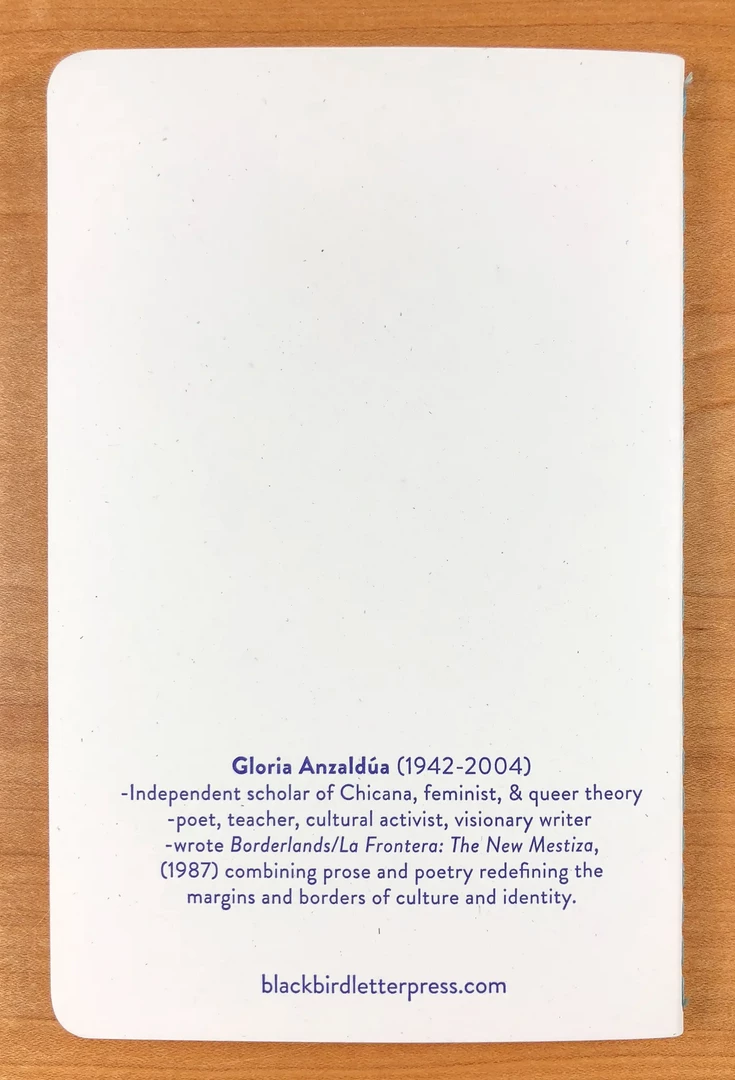 Gloria Anzaldúa (1942-2004)
-Independent scholar of Chicana, feminist, & queer theory
-poet, teacher, cultural activist, visionary writer
-wrote Borderlands/La Frontera: The New Mestiza,
(1987) combining prose and poetry redefining the
margins and borders of culture and identity.
blackbirdletterpress.com